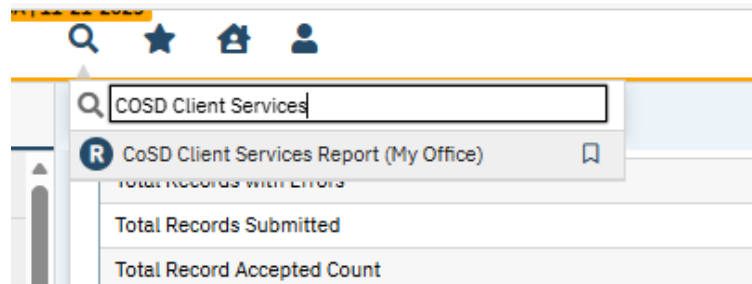 COSD Client Services
R CoSD Client Services Report (My Office)
Total Records with Errors
Total Records Submitted
Total Record Accepted Count